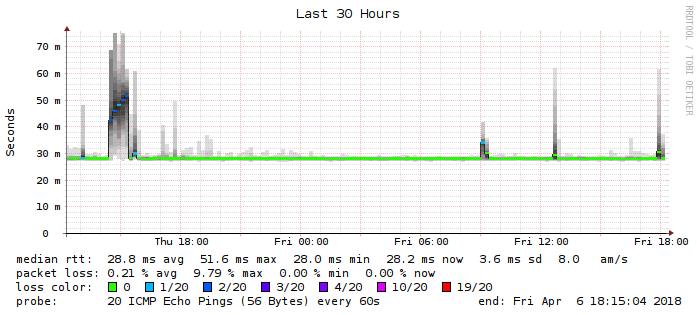 Last 30 Hours
RRDTOOL / TOBI OETIKER
Seconds
70 m
60 m
50 m
40 m
30 m
20 m
10 m
0
Thu 18:00 Fri 00:00 Fri 06:00 Fri 12:00 Fri 18:00
median rtt: 28.8 ms avg 51.6 ms max 28.0 ms min 28.2 ms now 3.6 ms sd 8.0 am/s
packet loss: 0.21 % avg 9.79 % max 0.00 % min 0.00 % now
loss color: 0 1/20 2/20 3/20 4/20 10/20 19/20
probe: 20 ICMP Echo Pings (56 Bytes) every 60s end: Fri Apr 6 18:15:04 2018